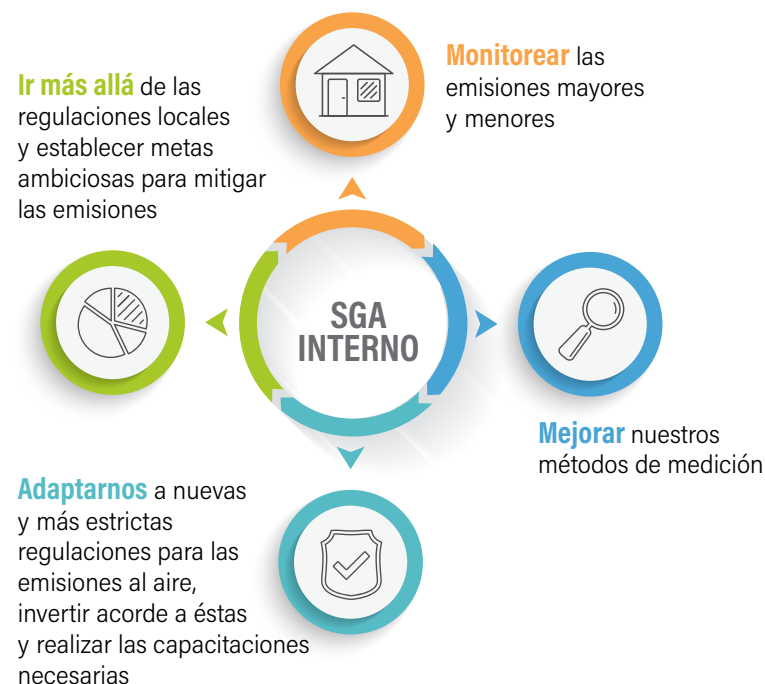 Ir más allá de las
regulaciones locales
y establecer metas
ambiciosas para mitigar
las emisiones
Monitorear las
emisiones mayores
y menores
SGA
INTERNO
Mejorar nuestros
métodos de medición
Adaptarnos a nuevas
y más estrictas
regulaciones para las
emisiones al aire,
invertir acorde a éstas
y realizar las capacitaciones
necesarias